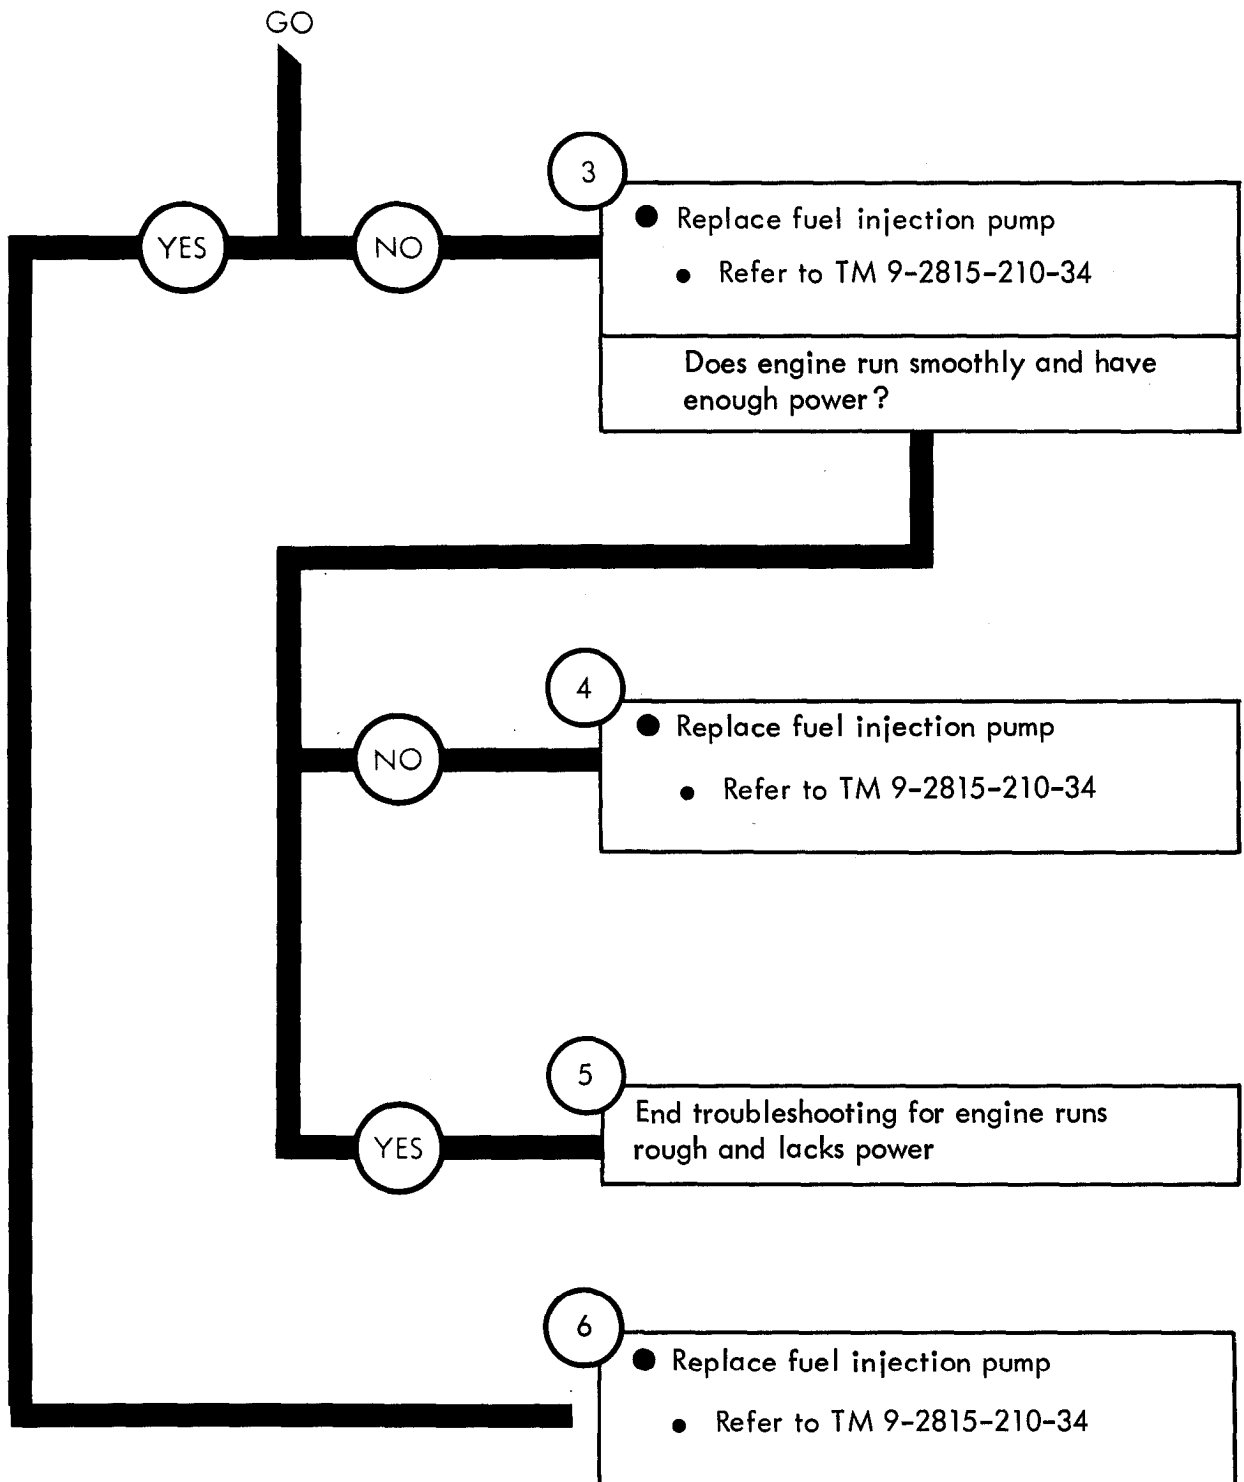 GO
YES
NO
3
● Replace fuel injection pump
● Refer to TM 9-2815-210-34
Does engine run smoothly and have
enough power?
4
● Replace fuel injection pump
● Refer to TM 9-2815-210-34
NO
5
End troubleshooting for engine runs
rough and lacks power
YES
6
● Replace fuel injection pump
● Refer to TM 9-2815-210-34